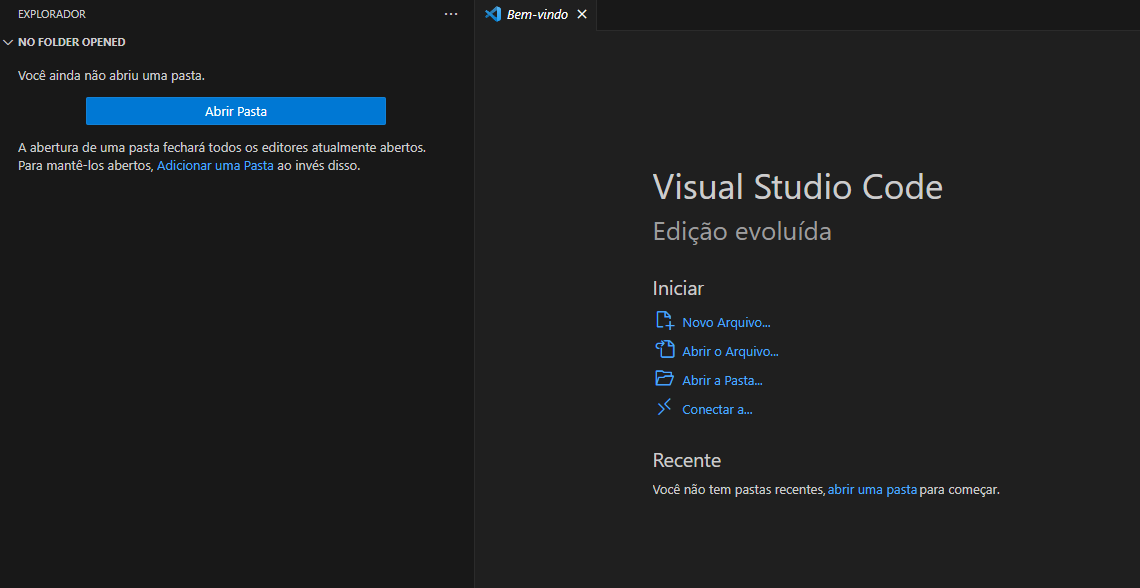 EXPLORADOR
NO FOLDER OPENED
Você ainda não abriu uma pasta.
Abrir Pasta
A abertura de uma pasta fechará todos os editores atualmente abertos.
Para mantê-los abertos, Adicionar uma Pasta ao invés disso.
Bem-vindo
Visual Studio Code
Edição evoluída
Iniciar
Novo Arquivo...
Abrir o Arquivo...
Abrir a Pasta...
Conectar a...
Recente
Você não tem pastas recentes, abrir uma pasta para começar.